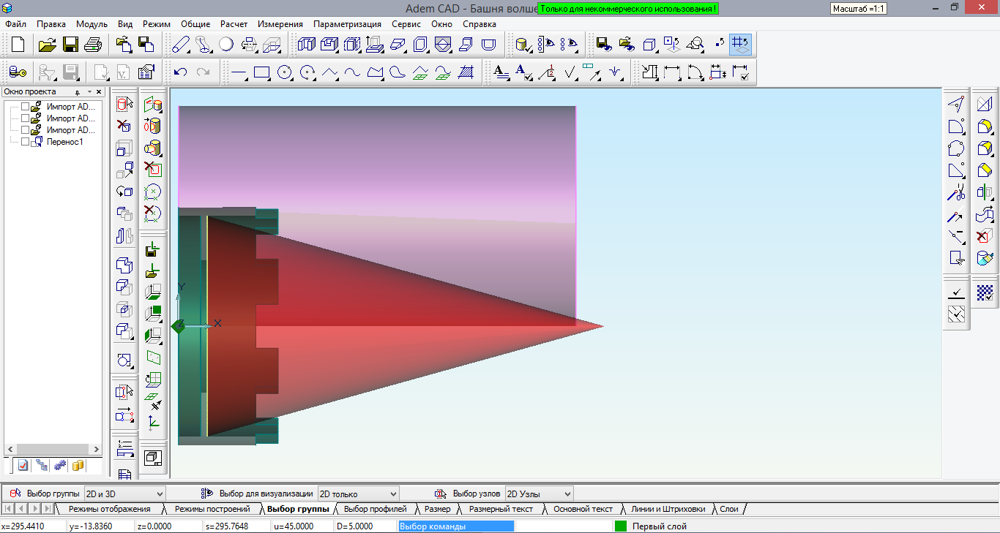 Adem CAD - Башня волше
Только для некоммерческого использования !
Масштаб =1:1
Файл Правка Модуль Вид Режим Общие Расчет Измерения Параметризация Сервис Окно Справка
Окно проекта
Импорт AD...
Импорт AD...
Импорт AD...
Перенос1
Y
Z X
Выбор группы 2D и 3D Выбор для визуализации 2D только Выбор узлов 2D Узлы
Режимы отображения Режимы построений Выбор группы Выбор профилей Размер Размерный текст Основной текст Линии и Штриховки Слои
x=295.4410 y=-13.8360 z=0.0000 s=295.7648 u=45.0000 D=5.0000 Выбор команды Первый слой